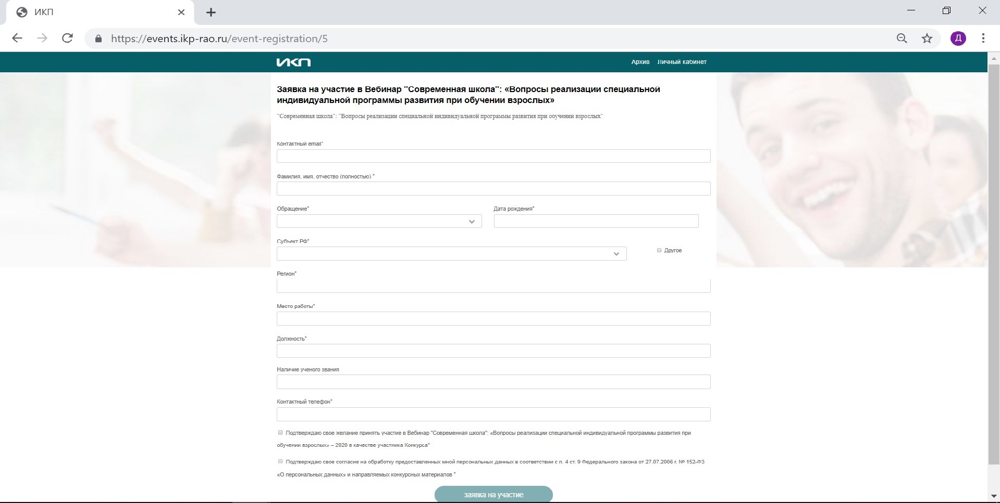 ИКП
https://events.ikp-rao.ru/event-registration/5
Д
ИКП
Архив Личный кабинет
Заявка на участие в Вебинар "Современная школа": «Вопросы реализации специальной
индивидуальной программы развития при обучении взрослых»
"Современная школа": "Вопросы реализации специальной индивидуальной программы развития при обучении взрослых"
Контактный email*
Фамилия, имя, отчество (полностью) *
Обращение* Дата рождения*
Субъект РФ*
Другое
Регион*
Место работы*
Должность*
Наличие ученого звания
Контактный телефон*
Подтверждаю свое желание принять участие в Вебинар "Современная школа": «Вопросы реализации специальной индивидуальной программы развития при
обучении взрослых» – 2020 в качестве участника Конкурса*
Подтверждаю свое согласие на обработку предоставленных мной персональных данных в соответствии с п. 4 ст. 9 Федерального закона от 27.07.2006 г. № 152-ФЗ
«О персональных данных» и направляемых конкурсных материалов *
заявка на участие